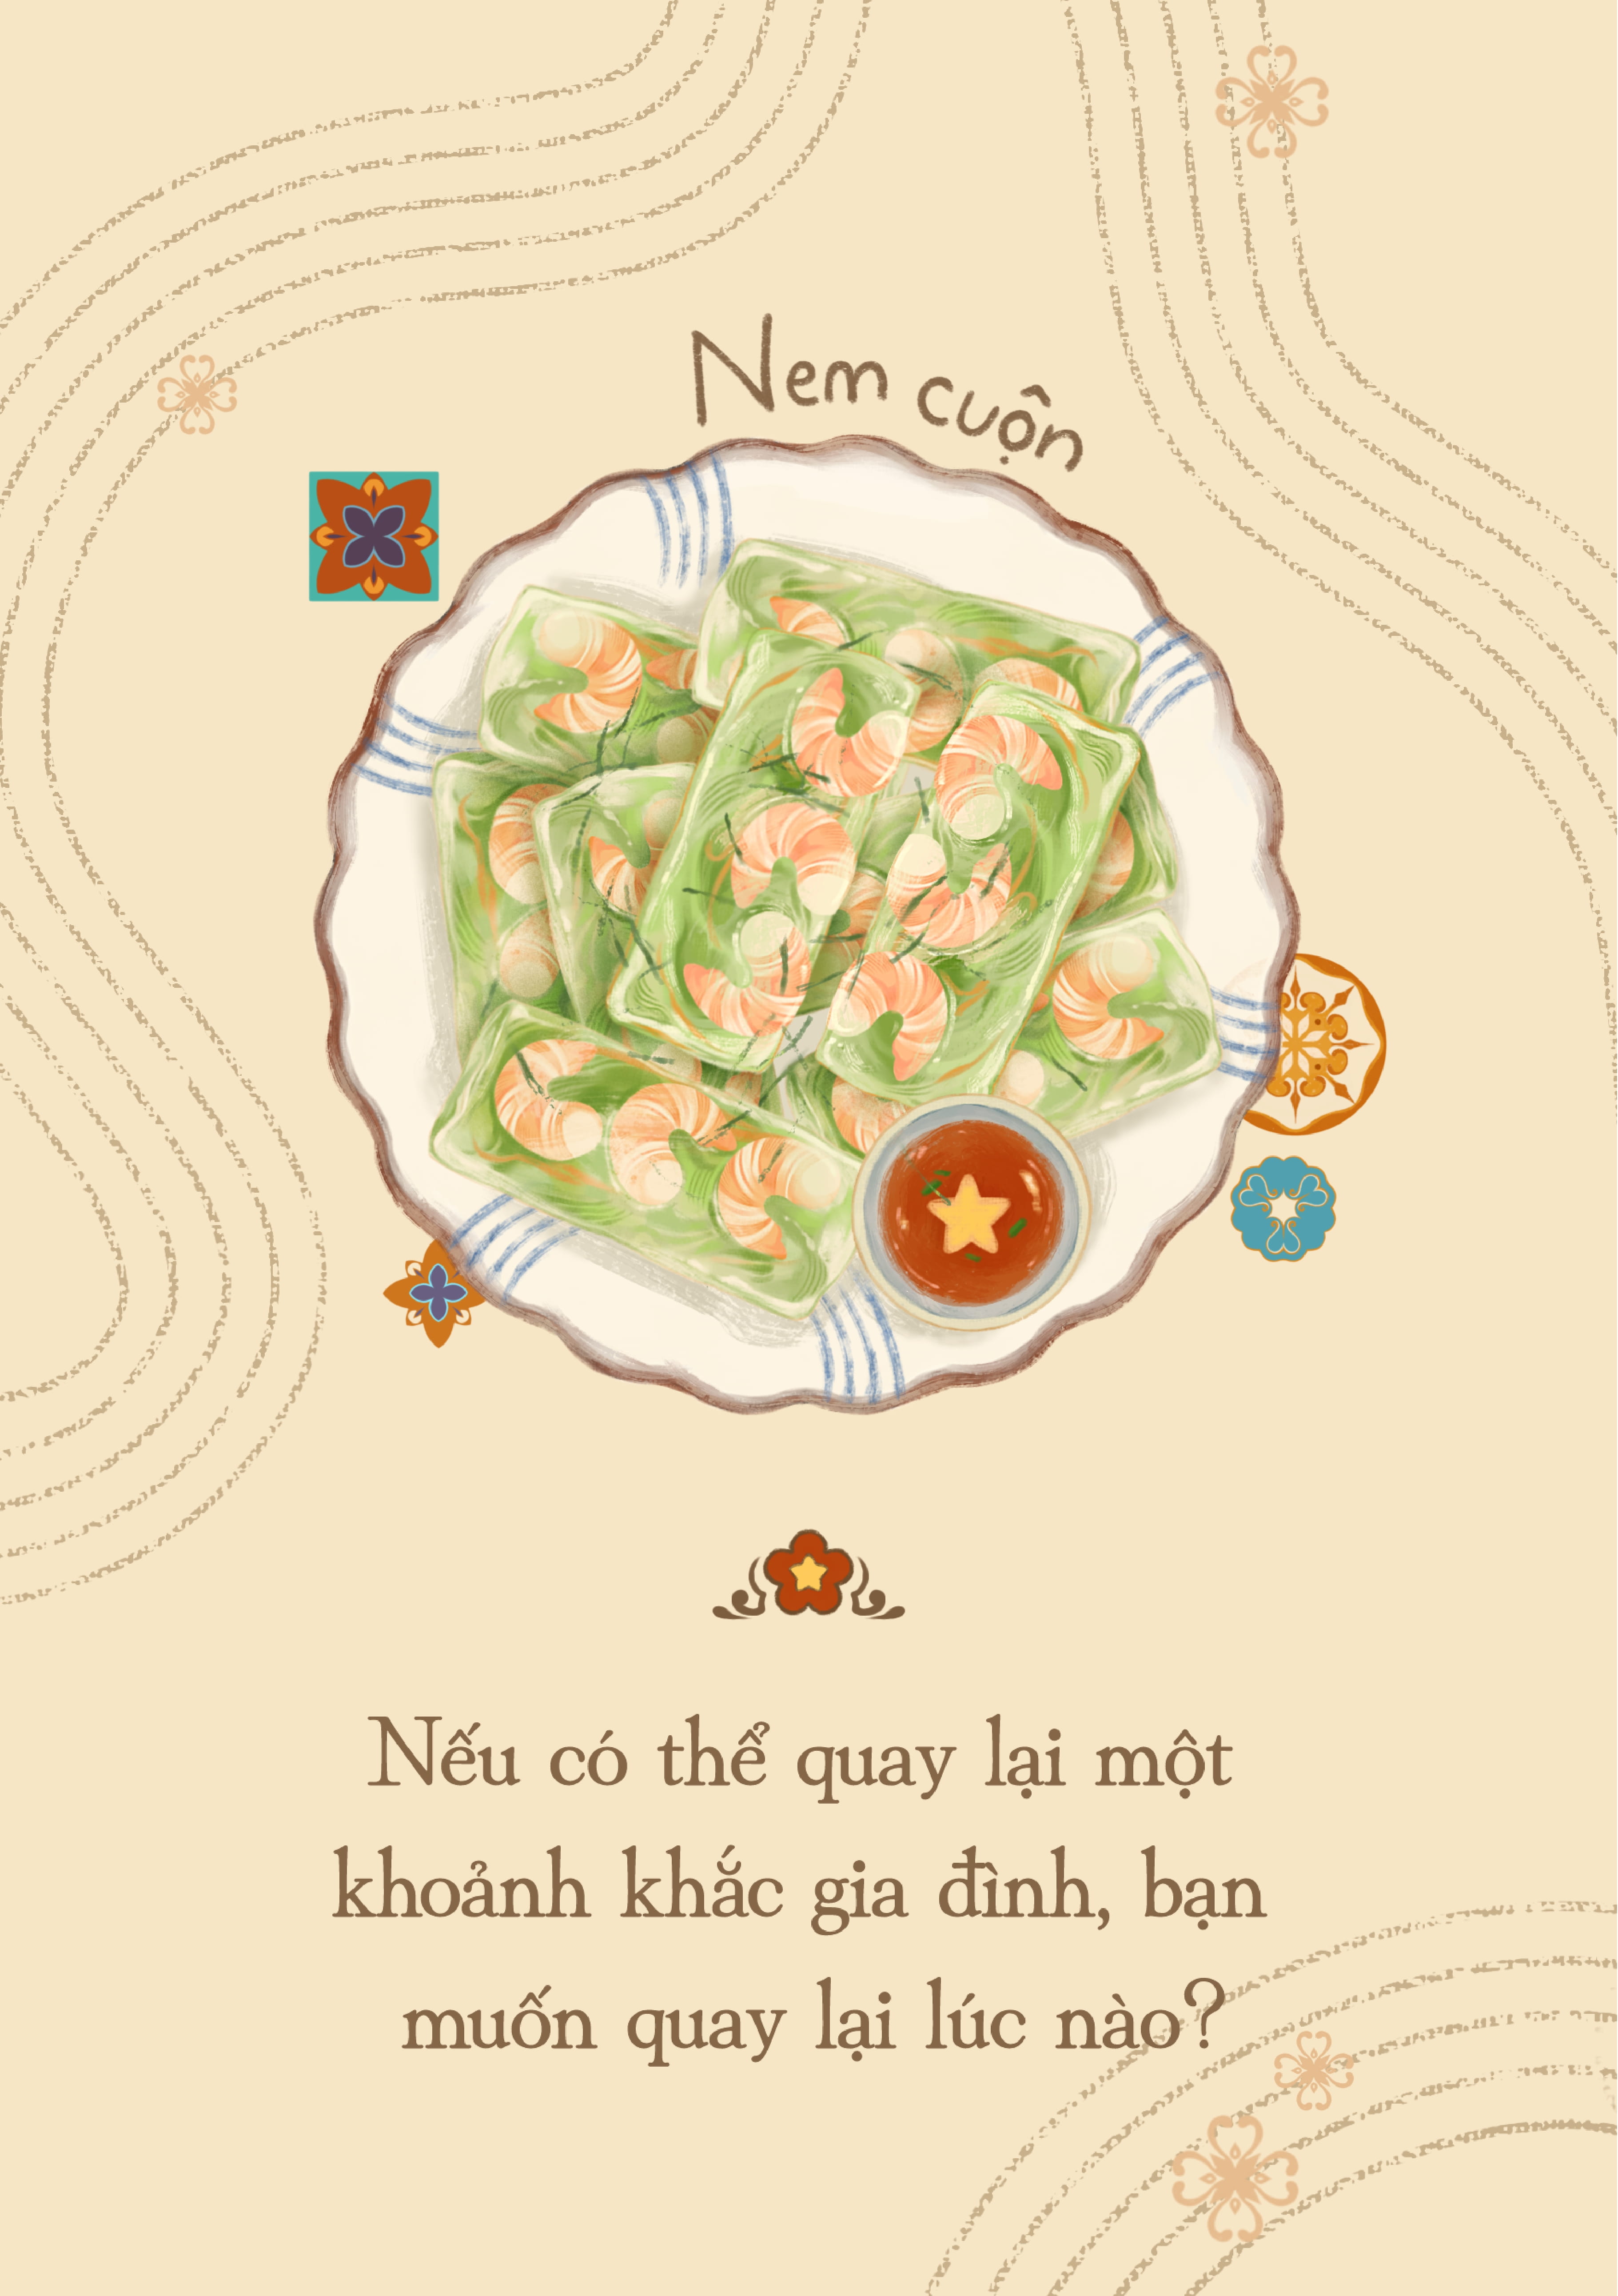 Nem cuộn
Nếu có thể quay lại một
khoảnh khắc gia đình, bạn
muốn quay lại lúc nào?